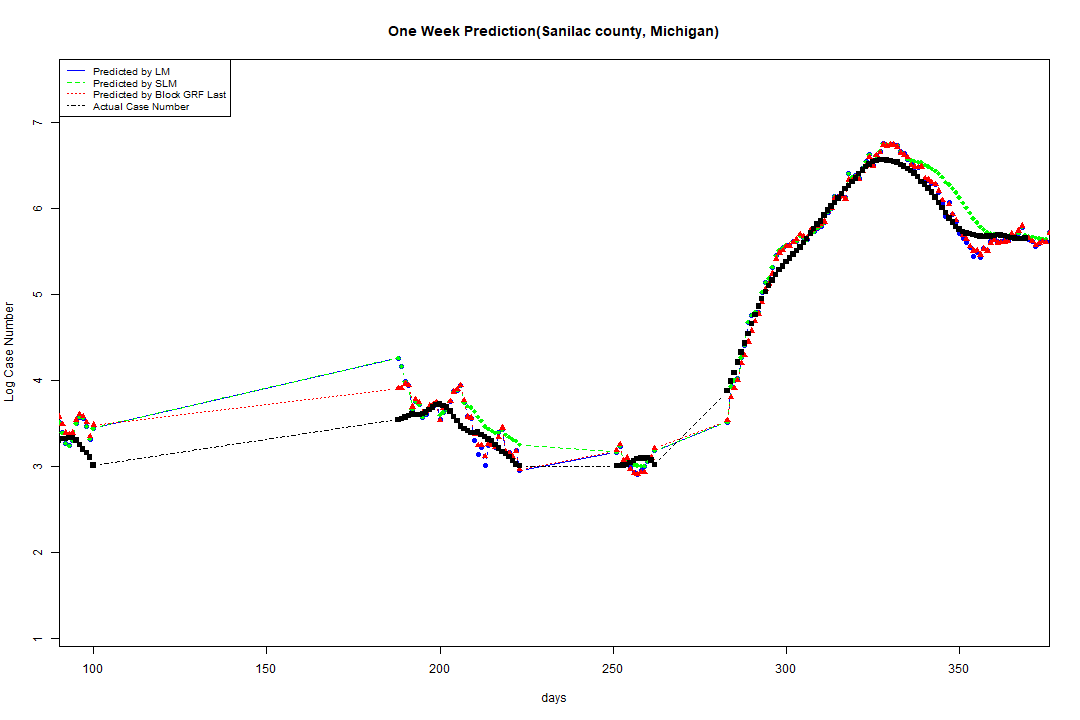 One Week Prediction(Sanilac county, Michigan)
Predicted by LM
Predicted by SLM
Predicted by Block GRF Last
Actual Case Number
Log Case Number
7
6
5
4
3
2
1
100 150 200 250 300 350
days